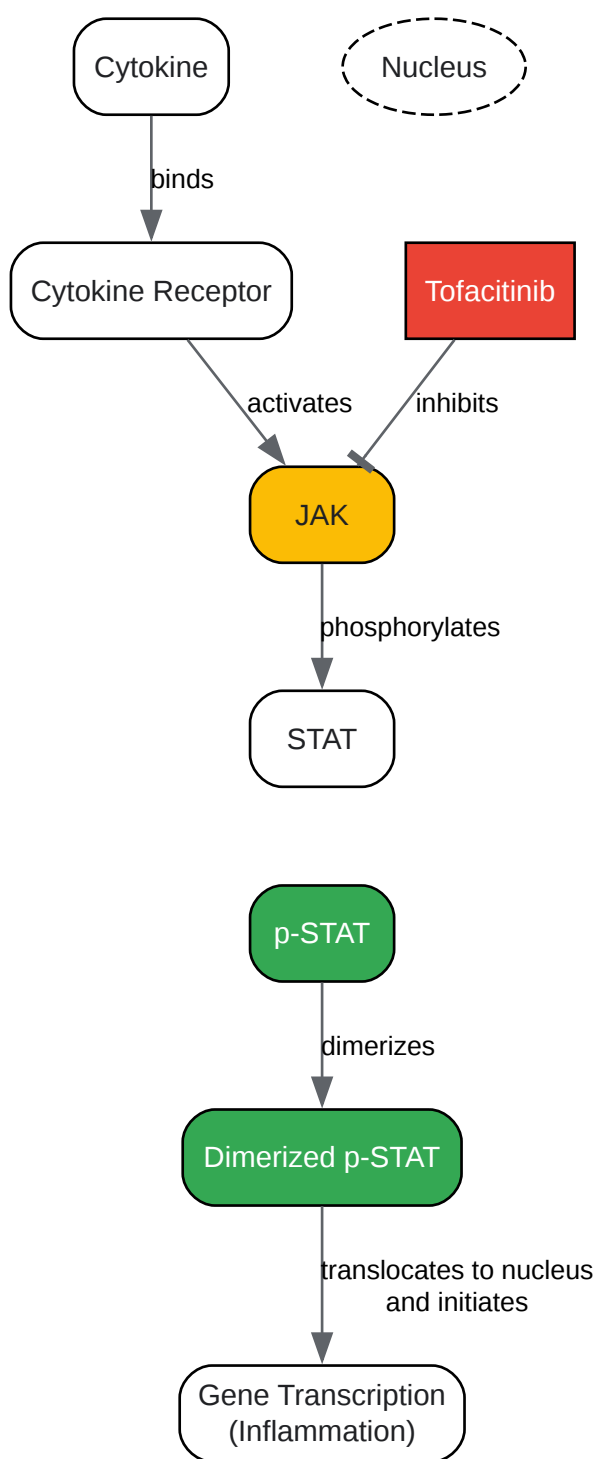 Cytokine
Nucleus
binds
Cytokine Receptor
Tofacitinib
activates
inhibits
JAK
phosphorylates
STAT
p-STAT
dimerizes
Dimerized p-STAT
translocates to nucleus
and initiates
Gene Transcription
(Inflammation)